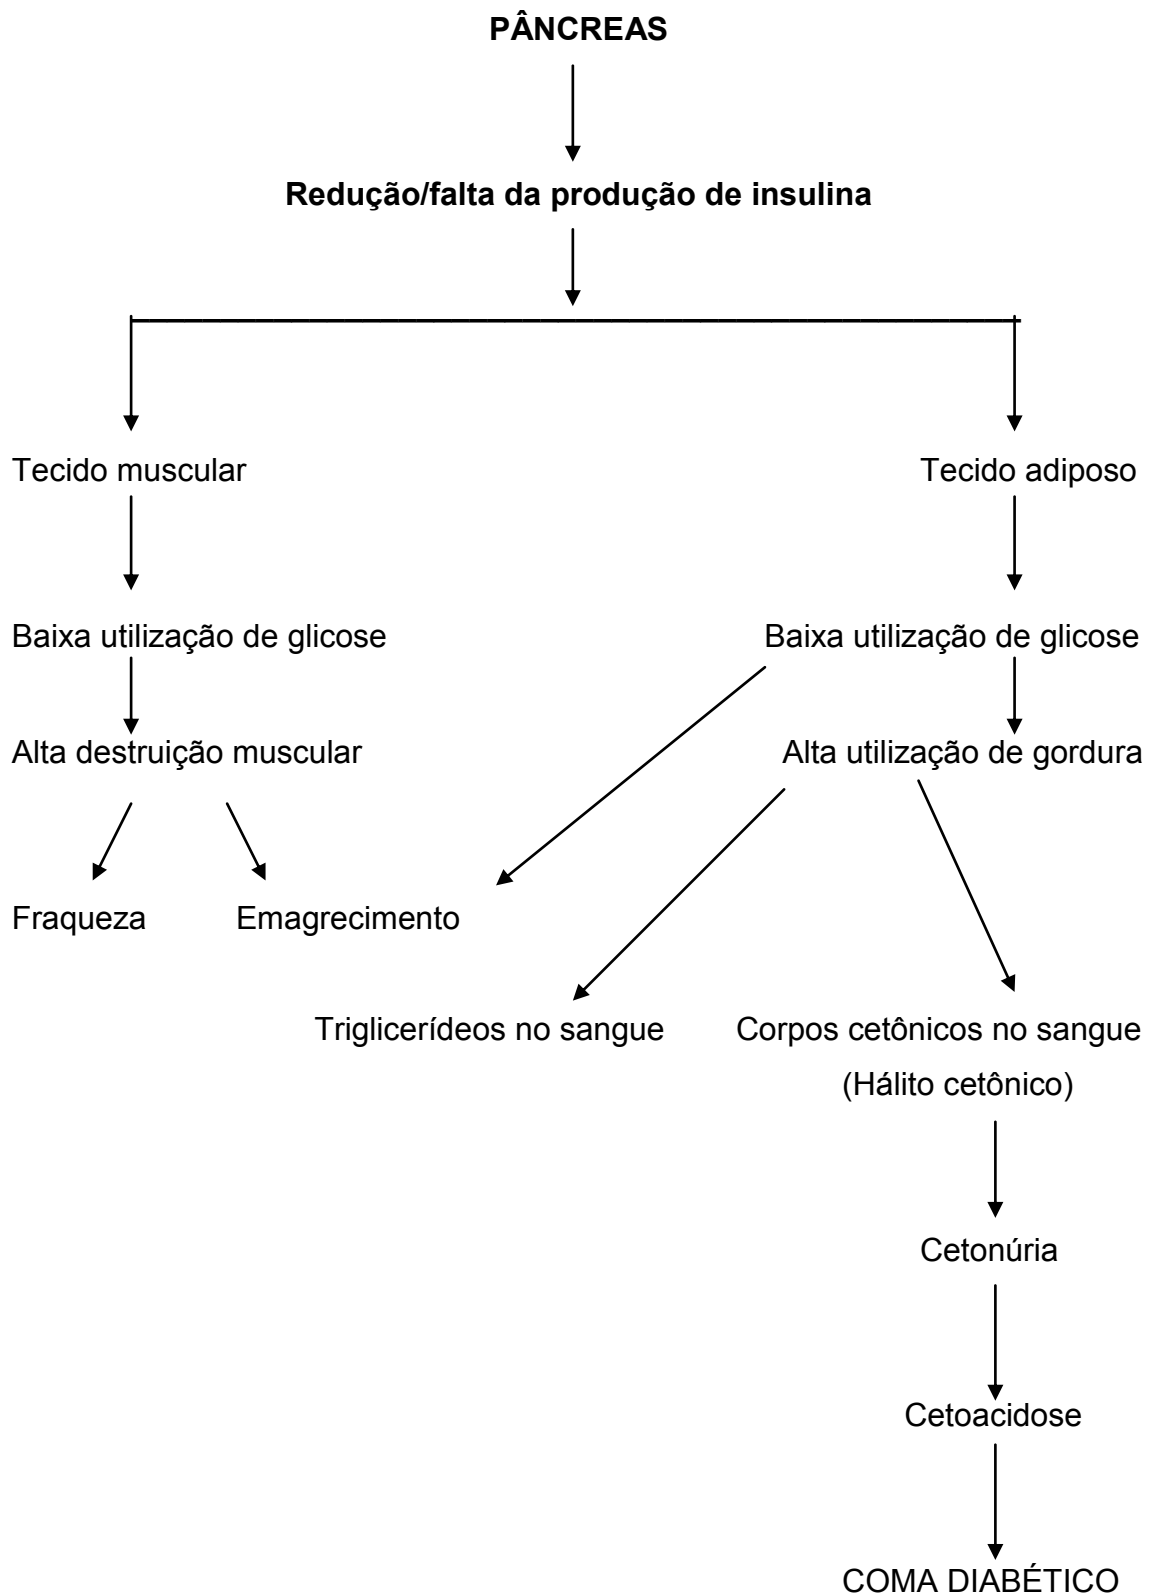 PÂNCREAS
Redução/falta da produção de insulina
Tecido muscular
Tecido adiposo
Baixa utilização de glicose
Baixa utilização de glicose
Alta destruição muscular
Alta utilização de gordura
Fraqueza
Emagrecimento
Triglicerídeos no sangue
Corpos cetônicos no sangue
(Hálito cetônico)
Cetonúria
Cetoacidose
COMA DIABÉTICO